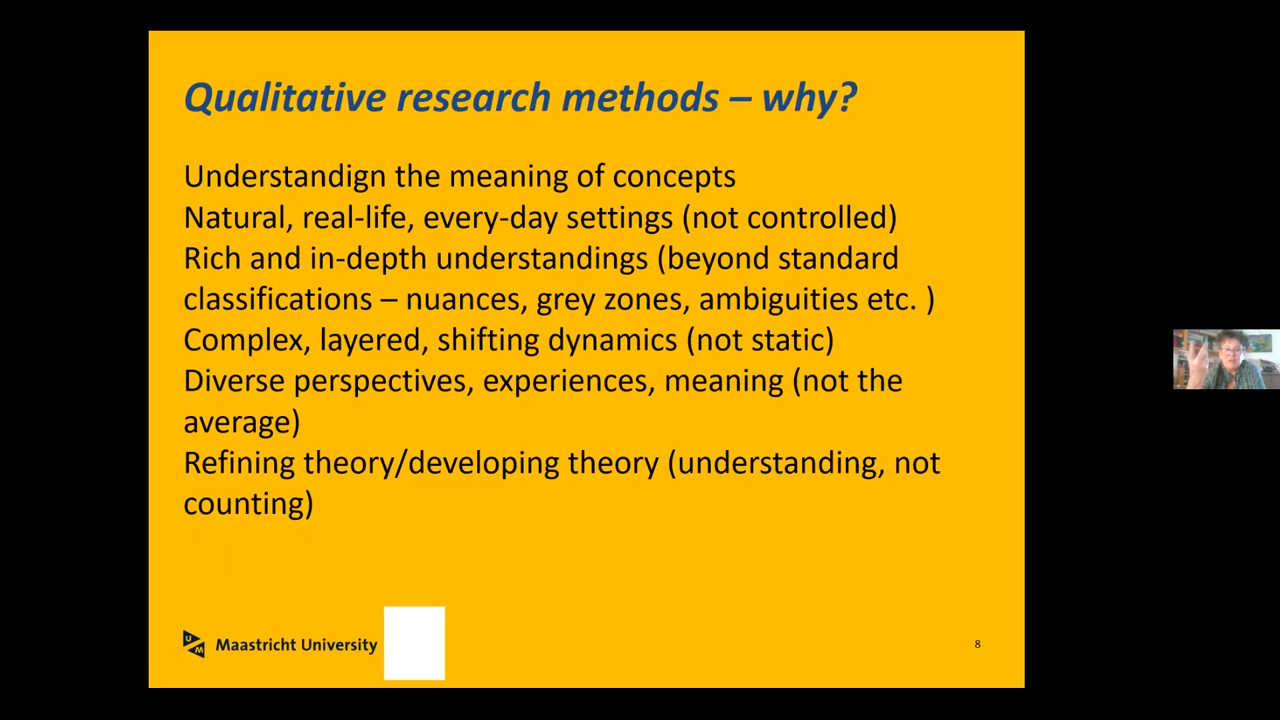 Qualitative research methods – why?
Understandign the meaning of concepts
Natural, real-life, every-day settings (not controlled)
Rich and in-depth understandings (beyond standard
classifications – nuances, grey zones, ambiguities etc. )
Complex, layered, shifting dynamics (not static)
Diverse perspectives, experiences, meaning (not the
average)
Refining theory/developing theory (understanding, not
counting)
UM Maastricht University
8